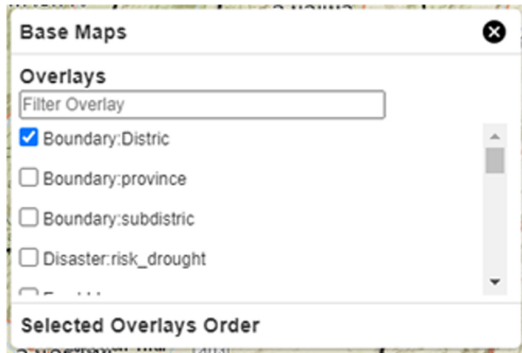 Base Maps
Overlays
Filter Overlay
Boundary:Distric
Boundary:province
Boundary:subdistric
Disaster:risk_drought
Selected Overlays Order